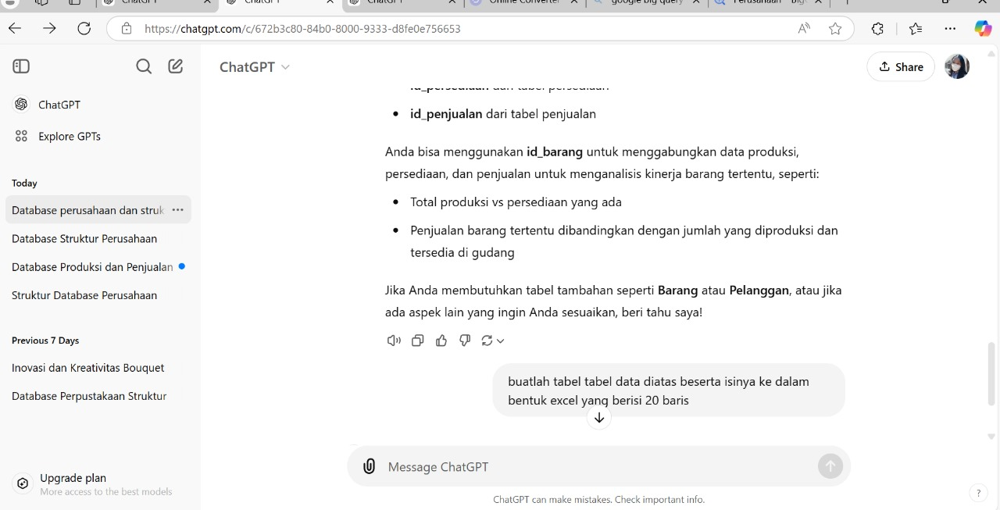 ChatGPT
ChatGPT
ChatGPT
Online Converter
google big query
Perusahaan
https://chatgpt.com/c/672b3c80-84b0-8000-9333-d8fe0e756653
ChatGPT
Share
ChatGPT
Explore GPTs
Today
Database perusahaan dan struk
Database Struktur Perusahaan
Database Produksi dan Penjualan
Struktur Database Perusahaan
Previous 7 Days
Inovasi dan Kreativitas Bouquet
Database Perpustakaan Struktur
Upgrade plan
More access to the best models
id_persediaan dari tabel persediaan
id_penjualan dari tabel penjualan
Anda bisa menggunakan id_barang untuk menggabungkan data produksi,
persediaan, dan penjualan untuk menganalisis kinerja barang tertentu, seperti:
Total produksi vs persediaan yang ada
Penjualan barang tertentu dibandingkan dengan jumlah yang diproduksi dan
tersedia di gudang
Jika Anda membutuhkan tabel tambahan seperti Barang atau Pelanggan, atau jika
ada aspek lain yang ingin Anda sesuaikan, beri tahu saya!
buatlah tabel tabel data diatas beserta isinya ke dalam
bentuk excel yang berisi 20 baris
Message ChatGPT
ChatGPT can make mistakes. Check important info.
?